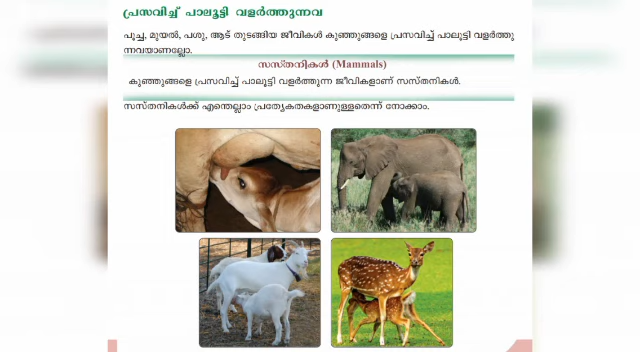 പ്രസവിച്ച് പാലൂട്ടി വളർത്തുന്നവ
പൂച്ച, മുയൽ, പശു, ആട് തുടങ്ങിയ ജീവികൾ കുഞ്ഞുങ്ങളെ പ്രസവിച്ച് പാലൂട്ടി വളർത്തു
ന്നവയാണല്ലോ.
സസ്തനികൾ (Mammals)
കുഞ്ഞുങ്ങളെ പ്രസവിച്ച് പാലൂട്ടി വളർത്തുന്ന ജീവികളാണ് സസ്തനികൾ.
സസ്തനികൾക്ക് എന്തെല്ലാം പ്രത്യേകതകളാണുള്ളതെന്ന് നോക്കാം.